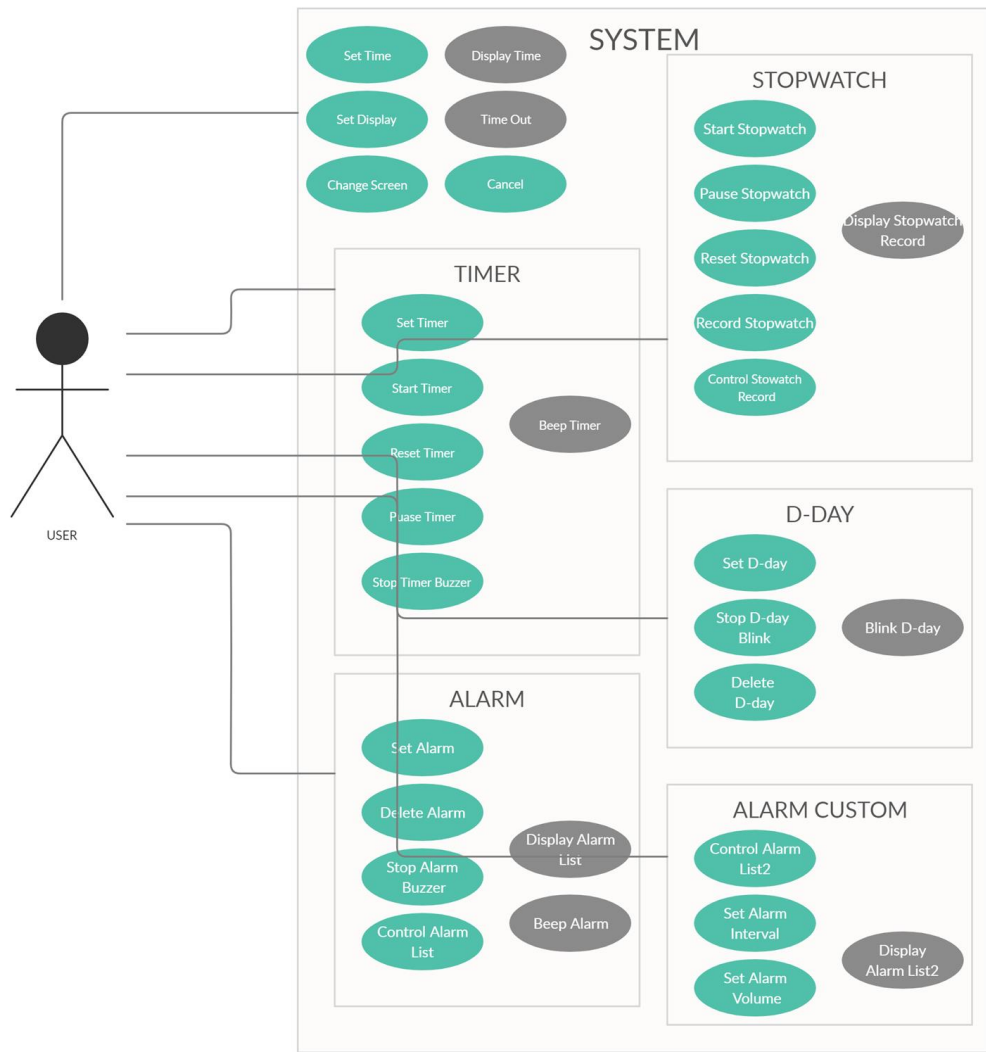 SYSTEM
Set Time
Display Time
Set Display
Time Out
Change Screen
Cancel
STOPWATCH
Start Stopwatch
Pause Stopwatch
Display Stopwatch
Record
Reset Stopwatch
Record Stopwatch
Control Stowatch
Record
TIMER
Set Timer
Start Timer
Beep Timer
Reset Timer
Puase Timer
Stop Timer Buzzer
USER
D-DAY
Set D-day
Stop D-day
Blink
Blink D-day
Delete
D-day
ALARM
Set Alarm
Delete Alarm
Display Alarm
List
Stop Alarm
Buzzer
Beep Alarm
Control Alarm
List
ALARM CUSTOM
Control Alarm
List2
Set Alarm
Interval
Display
Alarm List2
Set Alarm
Volume